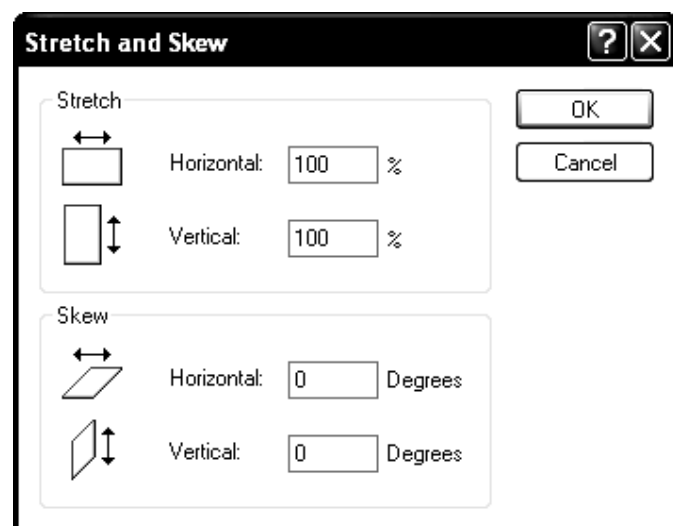 Stretch and Skew
Stretch
OK
Horizontal: 100 %
Cancel
Vertical: 100 %
Skew
Horizontal: 0 Degrees
Vertical: 0 Degrees